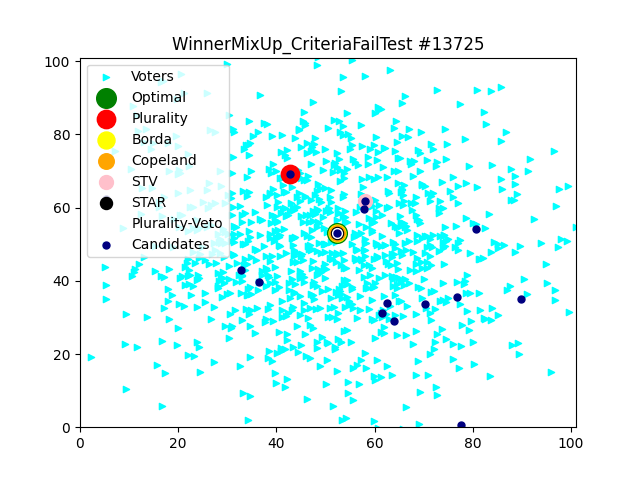 WinnerMixUp_CriteriaFailTest #13725
100
80
60
40
20
0
0
20
40
60
80
100
Voters
Optimal
Plurality
Borda
Copeland
STV
STAR
Plurality-Veto
Candidates